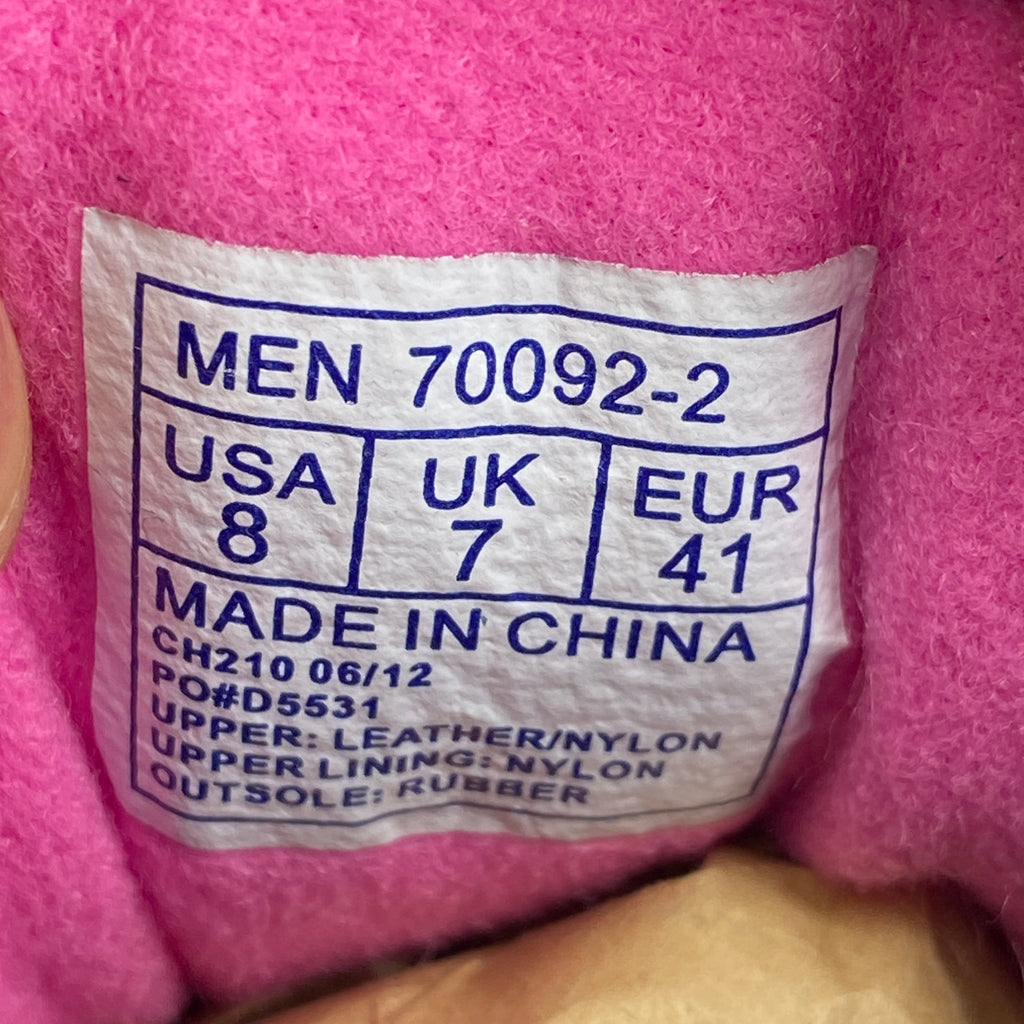 MEN 70092-2
USA UK EUR
8 7 41
MADE IN CHINA
CH210 06/12
PO#D5531
UPPER: LEATHER/NYLON
UPPER LINING: NYLON
OUTSOLE: RUBBER